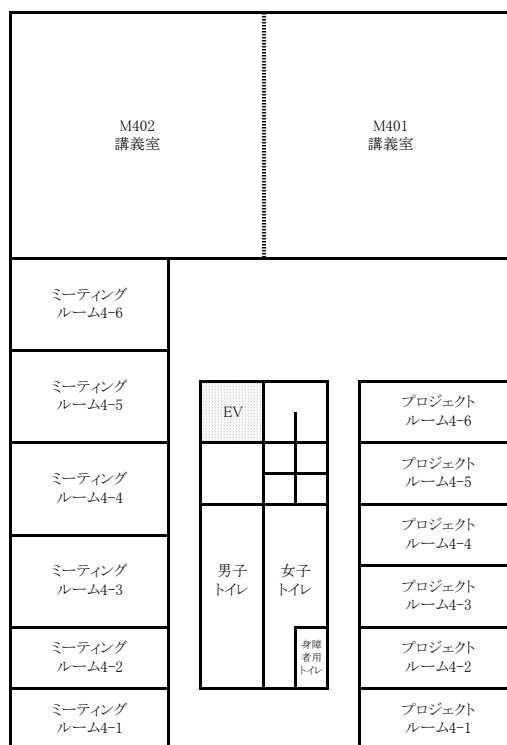 M402
講義室
M401
講義室
ミーティング
ルーム4-6
ミーティング
ルーム4-5
ミーティング
ルーム4-4
ミーティング
ルーム4-3
ミーティング
ルーム4-2
ミーティング
ルーム4-1
EV
男子
トイレ
女子
トイレ
身障
者用
トイレ
プロジェクト
ルーム4-6
プロジェクト
ルーム4-5
プロジェクト
ルーム4-4
プロジェクト
ルーム4-3
プロジェクト
ルーム4-2
プロジェクト
ルーム4-1